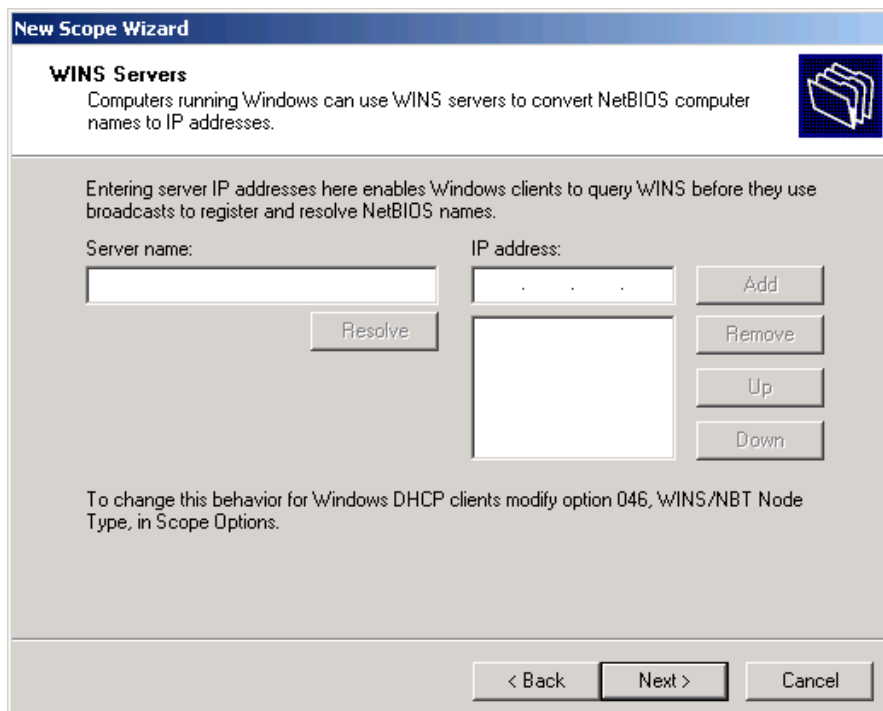 New Scope Wizard
WINS Servers
Computers running Windows can use WINS servers to convert NetBIOS computer
names to IP addresses.
Entering server IP addresses here enables Windows clients to query WINS before they use
broadcasts to register and resolve NetBIOS names.
Server name:
IP address:
. . .
Add
Resolve
Remove
Up
Down
To change this behavior for Windows DHCP clients modify option 046, WINS/NBT Node
Type, in Scope Options.
< Back
Next >
Cancel